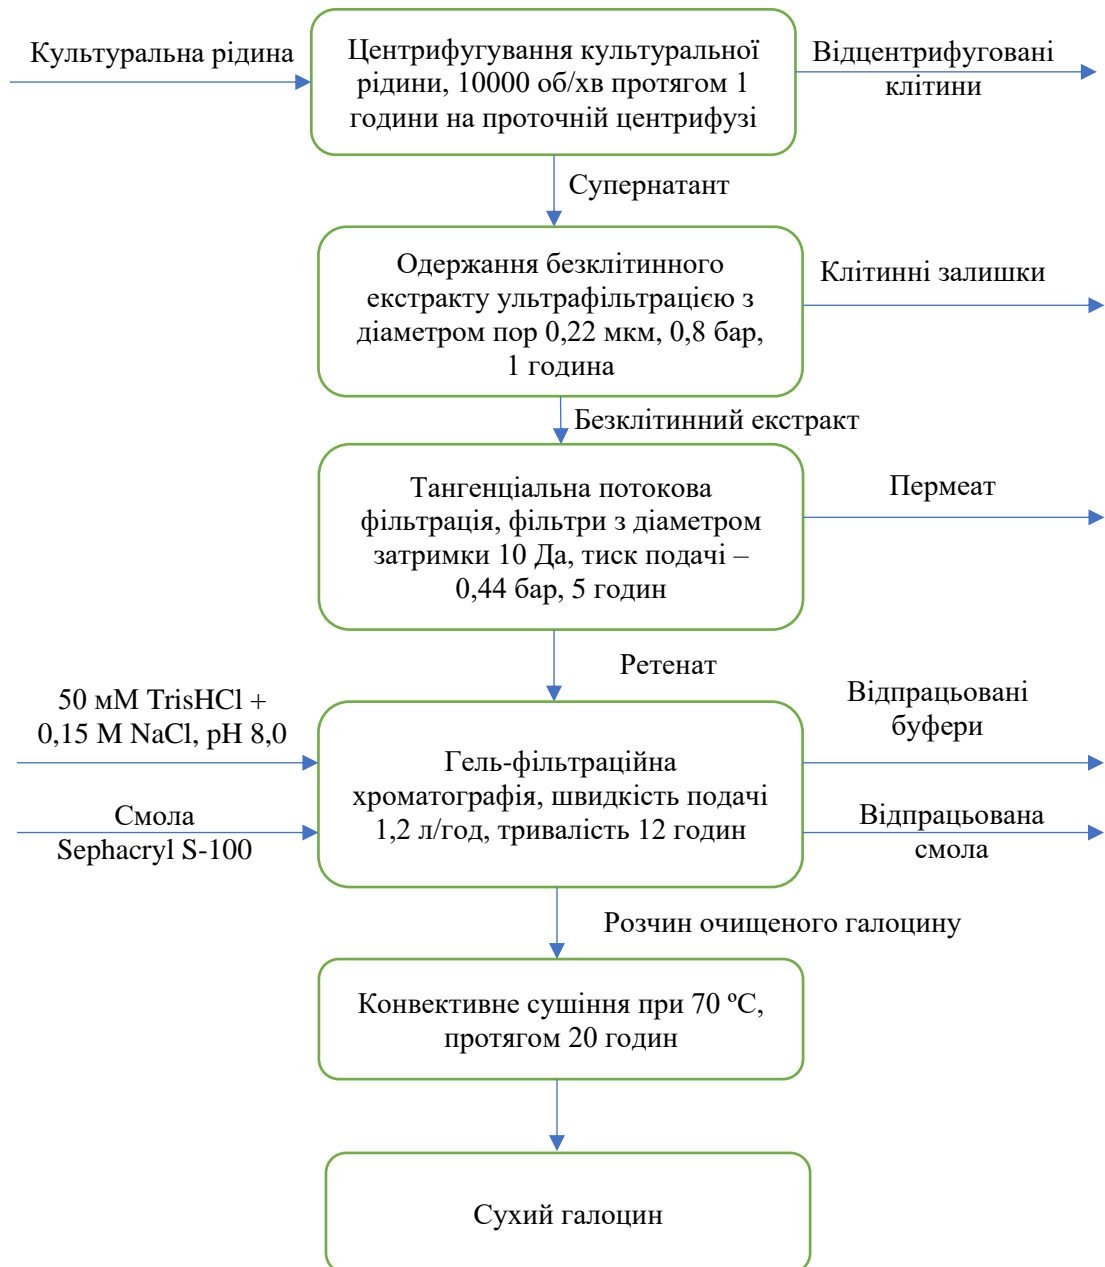 Культуральна рідина
Центрифугування культуральної
рідини, 10000 об/хв протягом 1
години на проточній центрифузі
Відцентрифуговані
клітини
Супернатант
Одержання безклітинного
екстракту ультрафільтрацією з
діаметром пор 0,22 мкм, 0,8 бар,
1 година
Клітинні залишки
Безклітинний екстракт
Тангенціальна потокова
фільтрація, фільтри з діаметром
затримки 10 Да, тиск подачі –
0,44 бар, 5 годин
Пермеат
Ретенат
50 мМ TrisHCl +
0,15 М NaCl, pH 8,0
Смола
Sephacryl S-100
Гель-фільтраційна
хроматографія, швидкість подачі
1,2 л/год, тривалість 12 годин
Відпрацьовані
буфери
Відпрацьована
смола
Розчин очищеного галоцину
Конвективне сушіння при 70 ºС,
протягом 20 годин
Сухий галоцин